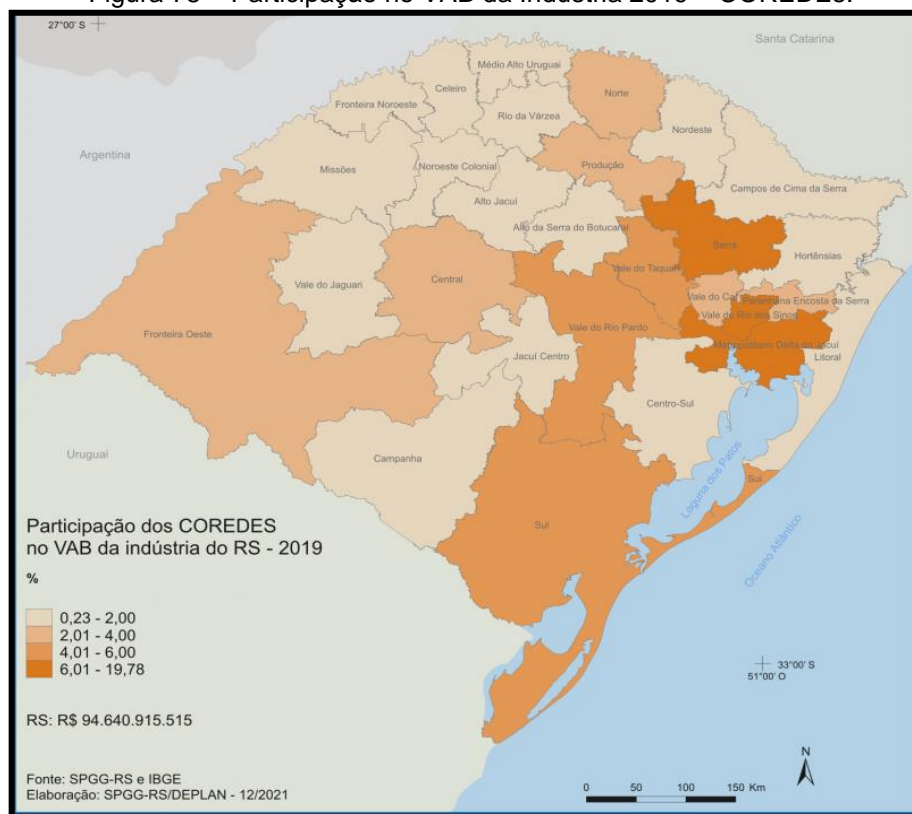 Figura 78 – Participação no VAB da Indústria 2019 – COREDEs.
27°00' S
Santa Catarina
Médio Alto Uruguai
Celeiro
Norte
Fronteira Noroeste
Rio da Várzea
Nordeste
Argentina
Produção
Missões
Noroeste Colonial
Campos de Cima da Serra
Alto Jacuí
Alto da Serra do Botucaraí
Serra
Hortênsias
Vale do Taquari
Central
Vale do Jaguari
Vale do Caí
Paranhana Encosta da Serra
Vale do Rio dos Sinos
Vale do Rio Pardo
Fronteira Oeste
Metropolitano Delta do Jacuí
Litoral
Jacuí Centro
Centro-Sul
Campanha
Uruguai
Laguna dos Patos
Sul
Sul
Oceano Atlântico
Participação dos COREDES
no VAB da indústria do RS - 2019
%
0,23 - 2,00
2,01 - 4,00
4,01 - 6,00
6,01 - 19,78
33°00' S
51°00' O
RS: R$ 94.640.915.515
N
Fonte: SPGG-RS e IBGE
Elaboração: SPGG-RS/DEPLAN - 12/2021
0 50 100 150 Km